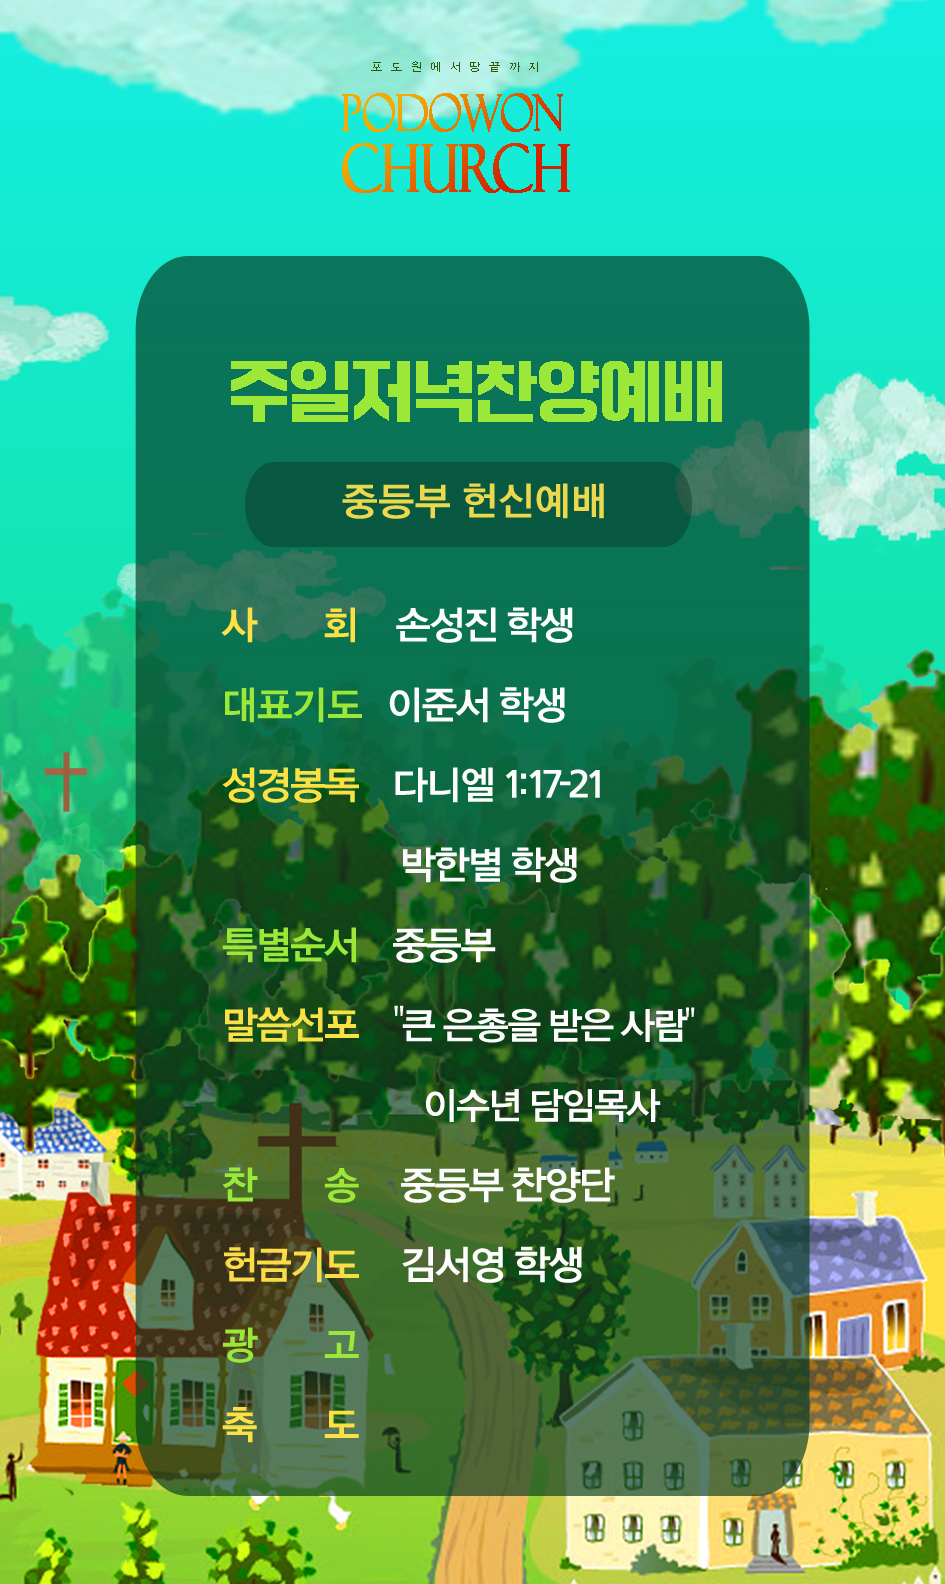 포도원에서땅끝까지
PODOWON
CHURCH
주일저녁찬양예배
중등부 헌신예배
사 회 손성진 학생
대표기도 이준서 학생
성경봉독 다니엘 1:17-21
박한별 학생
특별순서 중등부
말씀선포 "큰 은총을 받은 사람"
이수년 담임목사
찬 송 중등부 찬양단
헌금기도 김서영 학생
광 고
축 도